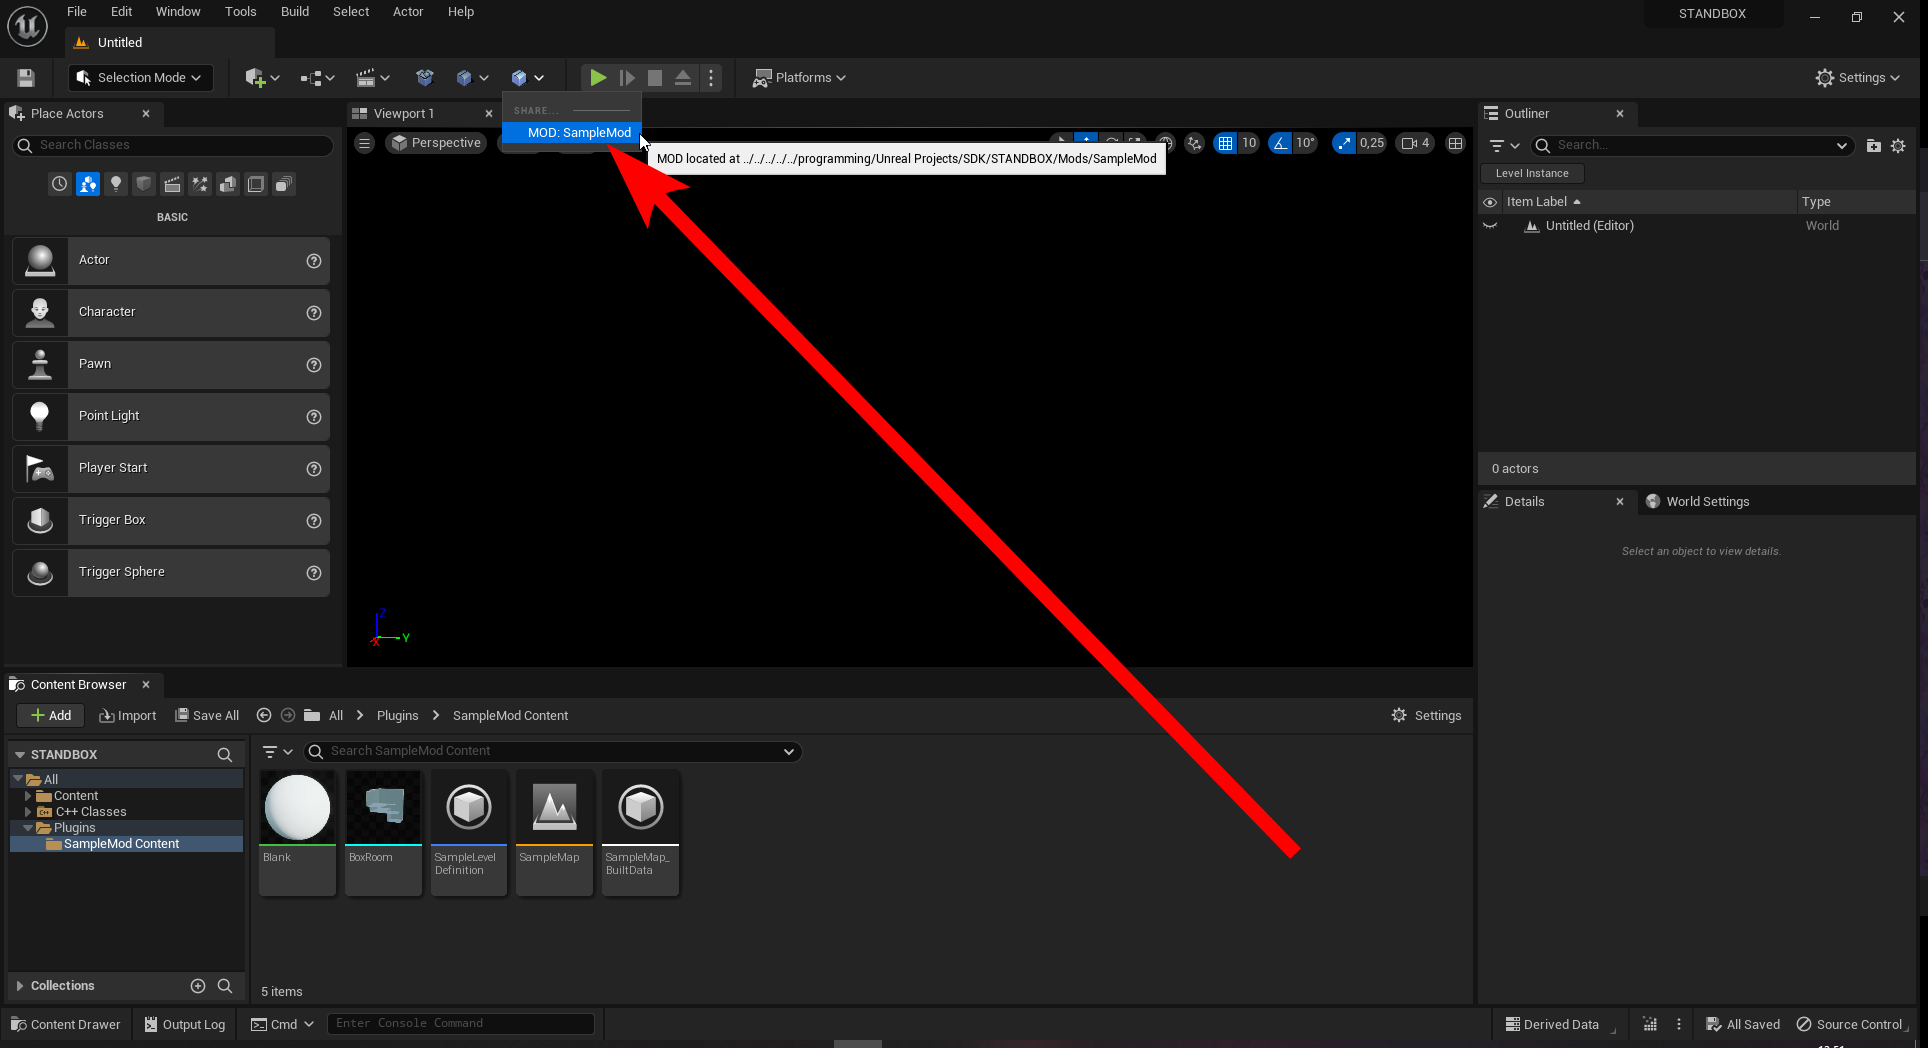 File Edit Window Tools Build Select Actor Help
STANDBOX
Untitled
Selection Mode
Platforms
Settings
Place Actors
Search Classes
BASIC
Actor
Character
Pawn
Point Light
Player Start
Trigger Box
Trigger Sphere
Viewport 1
SHARE...
MOD: SampleMod
MOD located at ../../../../../programming/Unreal Projects/SDK/STANDBOX/Mods/SampleMod
Perspective
10
10°
0,25
4
Z
Y
X
Outliner
Search...
Level Instance
Item Label
Type
Untitled (Editor)
World
0 actors
Details
World Settings
Select an object to view details.
Content Browser
Add
Import
Save All
All
Plugins
SampleMod Content
Settings
STANDBOX
All
Content
C++ Classes
Plugins
SampleMod Content
Collections
Search SampleMod Content
Blank
BoxRoom
SampleLevel
Definition
SampleMap
SampleMap_
BuiltData
5 items
Content Drawer
Output Log
Cmd
Enter Console Command
Derived Data
All Saved
Source Control